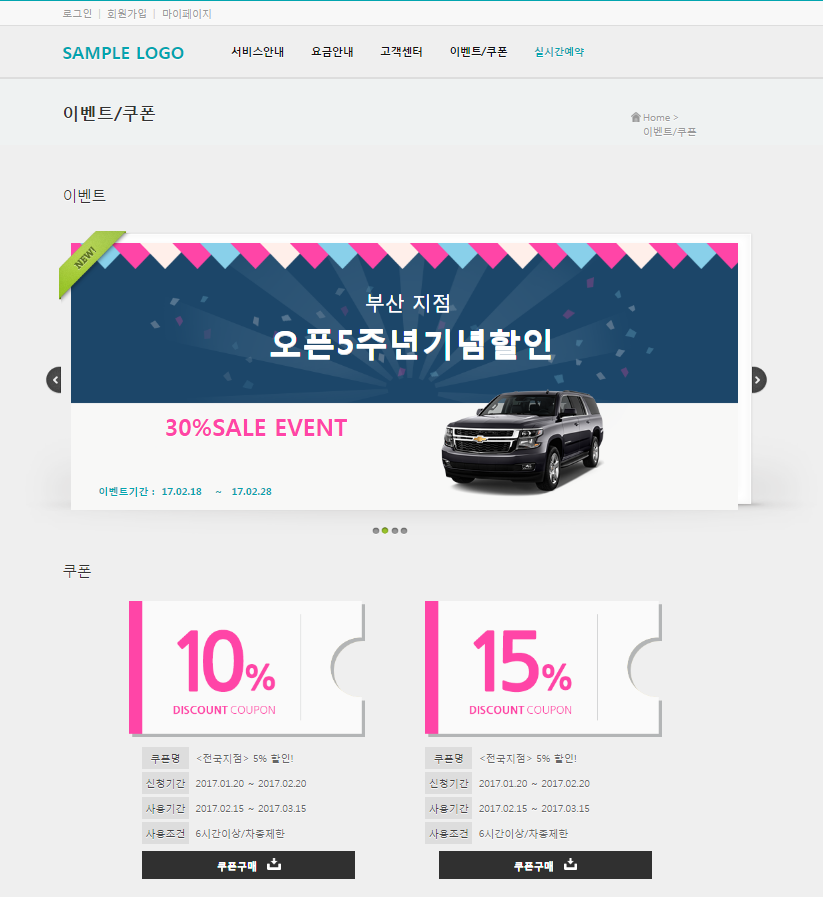 로그인 | 회원가입 | 마이페이지
SAMPLE LOGO 서비스안내 요금안내 고객센터 이벤트/쿠폰 실시간예약
이벤트/쿠폰
Home >
이벤트/쿠폰
이벤트
NEW!
부산 지점
오픈5주년기념할인
30%SALE EVENT
이벤트기간 : 17.02.18 ~ 17.02.28
쿠폰
10%
DISCOUNT COUPON
쿠폰명 <전국지점> 5% 할인!
신청기간 2017.01.20 ~ 2017.02.20
사용기간 2017.02.15 ~ 2017.03.15
사용조건 6시간이상/차종제한
쿠폰구매
15%
DISCOUNT COUPON
쿠폰명 <전국지점> 5% 할인!
신청기간 2017.01.20 ~ 2017.02.20
사용기간 2017.02.15 ~ 2017.03.15
사용조건 6시간이상/차종제한
쿠폰구매